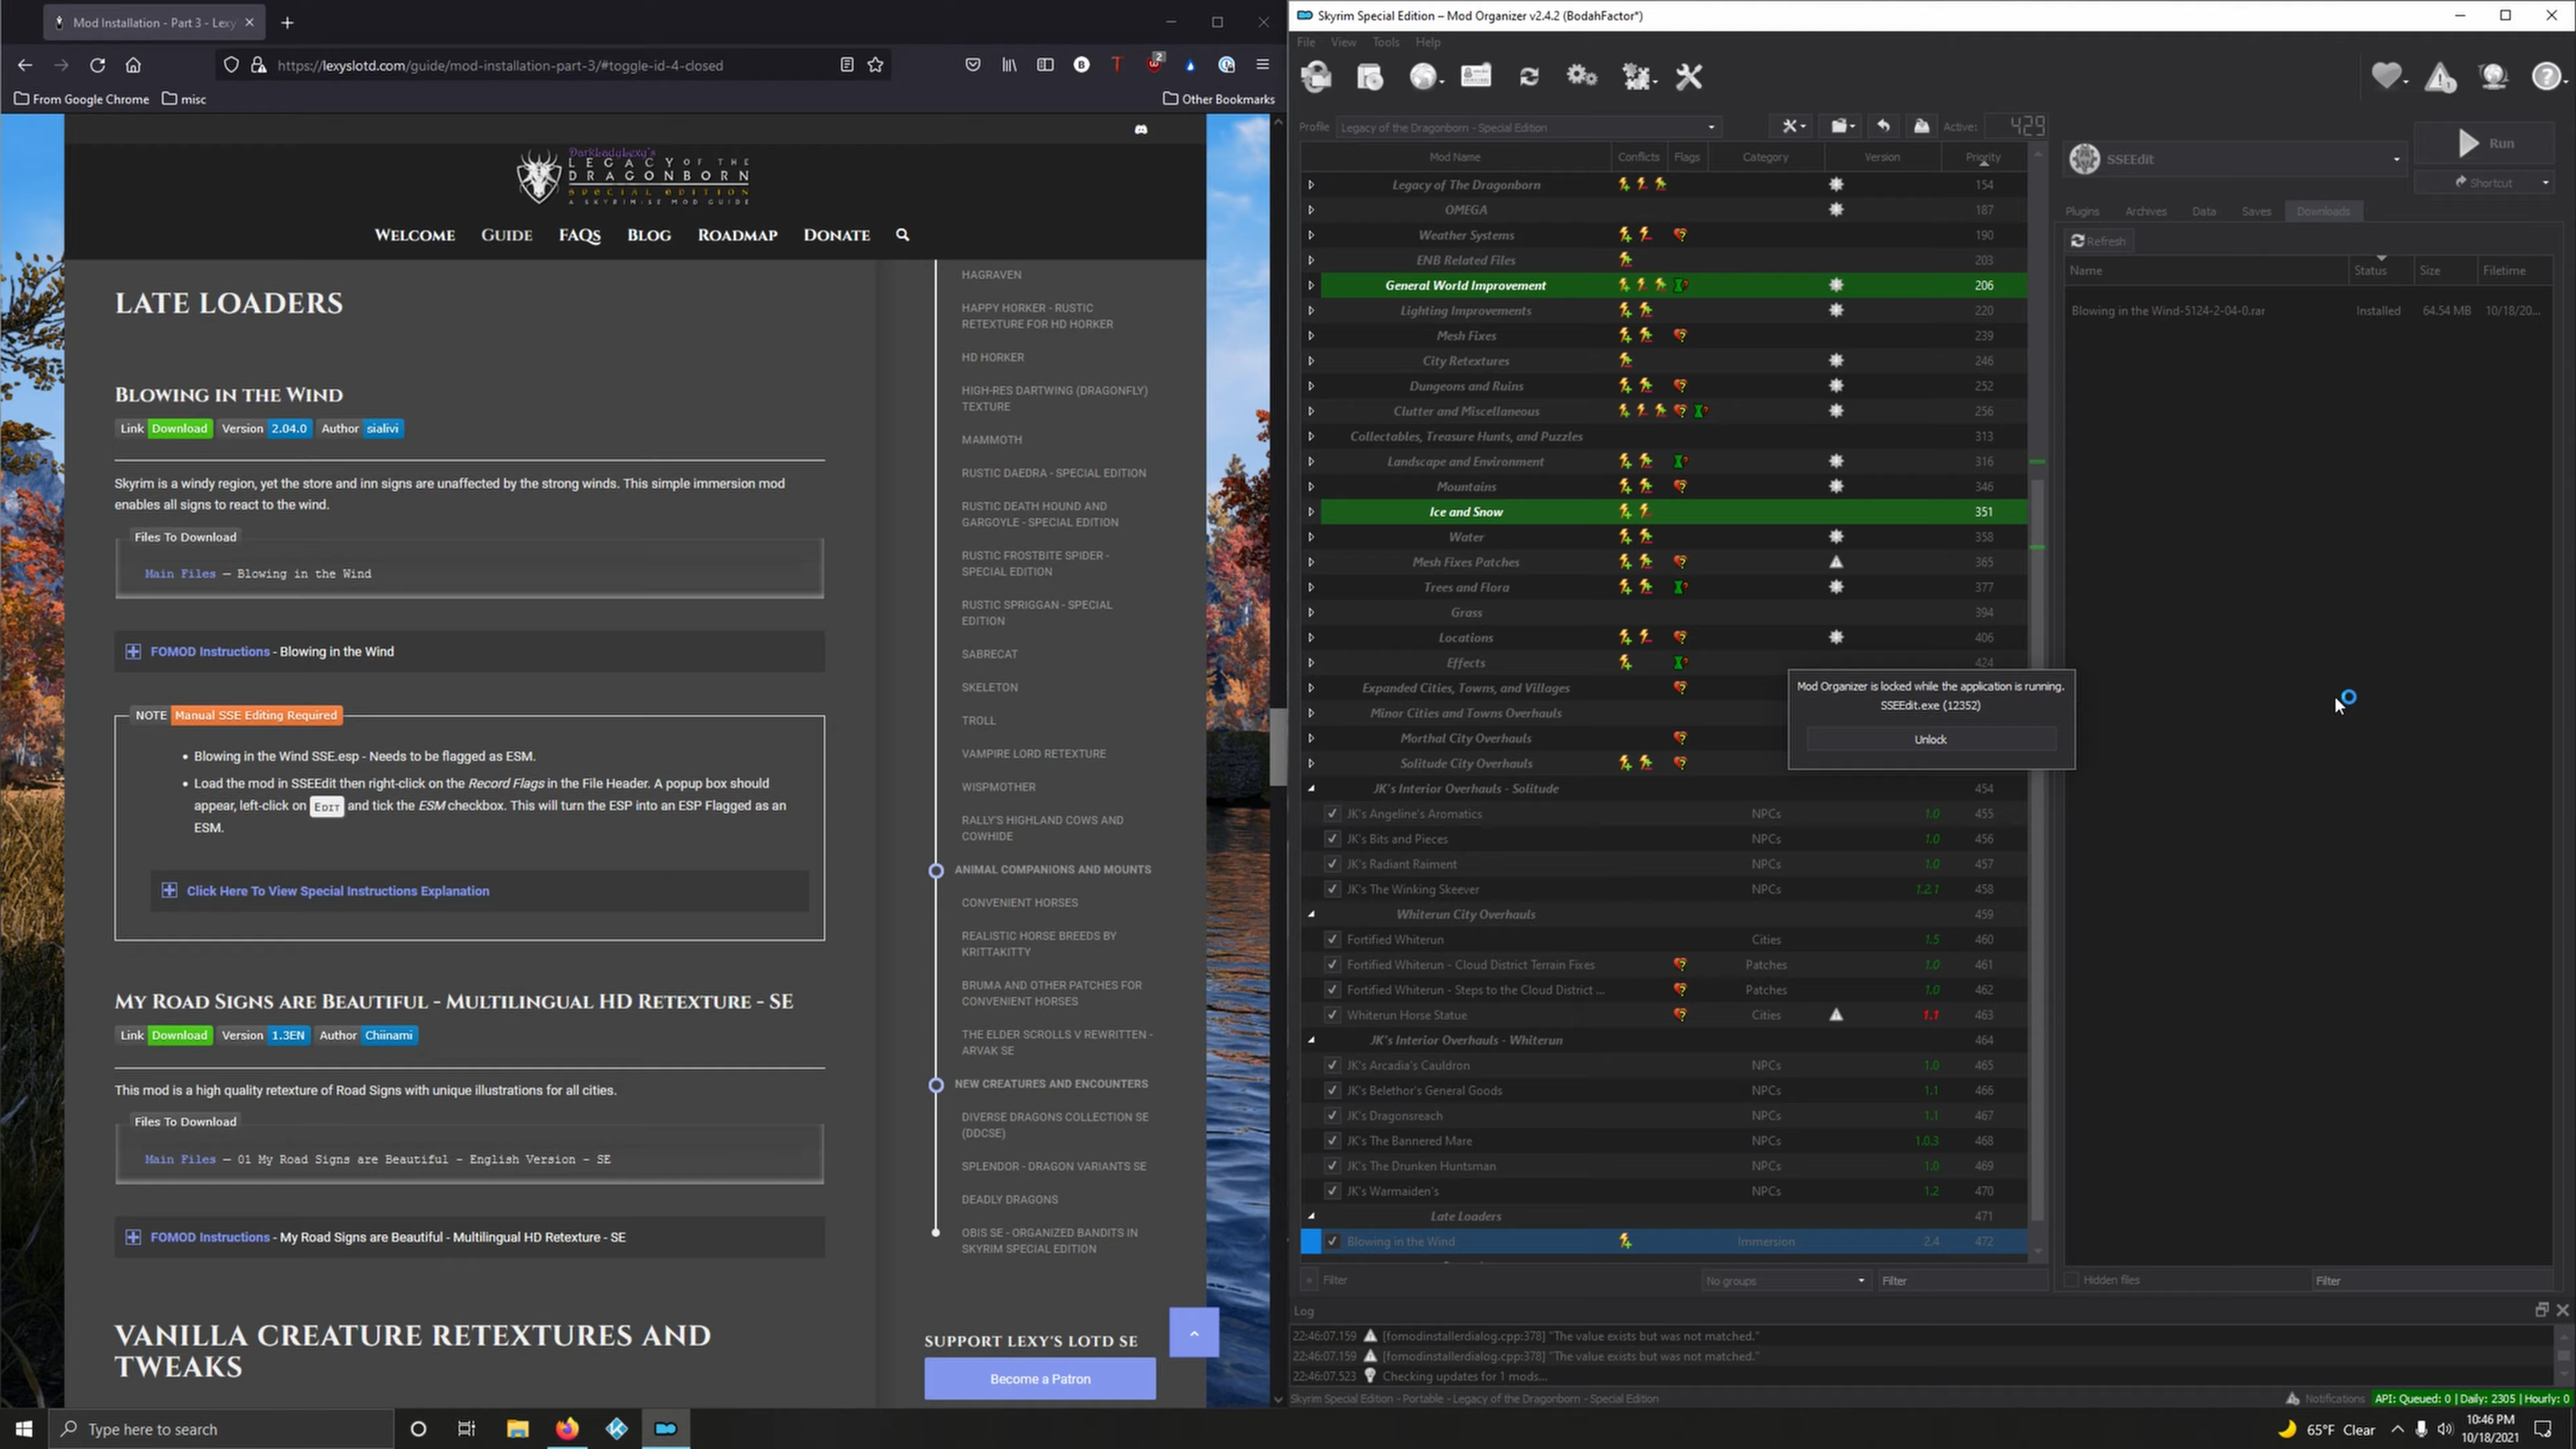 Mod Installation - Part 3 - Lexy
https://lexyslotd.com/guide/mod-installation-part-3/#toggle-id-4-closed
2
From Google Chrome
misc
Other Bookmarks
DarkLadyLexy's
LEGACY OF THE
DRAGONBORN
SPECIAL EDITION
A SKYRIM:SE MOD GUIDE
WELCOME GUIDE FAQS BLOG ROADMAP DONATE
LATE LOADERS
BLOWING IN THE WIND
Link Download Version 2.04.0 Author sialivi
Skyrim is a windy region, yet the store and inn signs are unaffected by the strong winds. This simple immersion mod
enables all signs to react to the wind.
Files To Download
Main Files – Blowing in the Wind
FOMOD Instructions - Blowing in the Wind
NOTE Manual SSE Editing Required
• Blowing in the Wind SSE.esp - Needs to be flagged as ESM.
• Load the mod in SSEEdit then right-click on the Record Flags in the File Header. A popup box should
appear, left-click on EDIT and tick the ESM checkbox. This will turn the ESP into an ESP Flagged as an
ESM.
Click Here To View Special Instructions Explanation
MY ROAD SIGNS ARE BEAUTIFUL - MULTILINGUAL HD RETEXTURE - SE
Link Download Version 1.3EN Author Chiinami
This mod is a high quality retexture of Road Signs with unique illustrations for all cities.
Files To Download
Main Files – 01 My Road Signs are Beautiful - English Version - SE
FOMOD Instructions - My Road Signs are Beautiful - Multilingual HD Retexture - SE
VANILLA CREATURE RETEXTURES AND
TWEAKS
HAGRAVEN
HAPPY HORKER - RUSTIC
RETEXTURE FOR HD HORKER
HD HORKER
HIGH-RES DARTWING (DRAGONFLY)
TEXTURE
MAMMOTH
RUSTIC DAEDRA - SPECIAL EDITION
RUSTIC DEATH HOUND AND
GARGOYLE - SPECIAL EDITION
RUSTIC FROSTBITE SPIDER -
SPECIAL EDITION
RUSTIC SPRIGGAN - SPECIAL
EDITION
SABRECAT
SKELETON
TROLL
VAMPIRE LORD RETEXTURE
WISPMOTHER
RALLY'S HIGHLAND COWS AND
COWHIDE
ANIMAL COMPANIONS AND MOUNTS
CONVENIENT HORSES
REALISTIC HORSE BREEDS BY
KRITTAKITTY
BRUMA AND OTHER PATCHES FOR
CONVENIENT HORSES
THE ELDER SCROLLS V REWRITTEN -
ARVAK SE
NEW CREATURES AND ENCOUNTERS
DIVERSE DRAGONS COLLECTION SE
(DDCSE)
SPLENDOR - DRAGON VARIANTS SE
DEADLY DRAGONS
OBIS SE - ORGANIZED BANDITS IN
SKYRIM SPECIAL EDITION
SUPPORT LEXY'S LOTD SE
Become a Patron
Skyrim Special Edition – Mod Organizer v2.4.2 (BodahFactor*)
File View Tools Help
Profile Legacy of the Dragonborn - Special Edition Active: 429
Mod Name Conflicts Flags Category Version Priority
Legacy of The Dragonborn 154
OMEGA 187
Weather Systems 190
ENB Related Files 203
General World Improvement 206
Lighting Improvements 220
Mesh Fixes 239
City Retextures 246
Dungeons and Ruins 252
Clutter and Miscellaneous 256
Collectables, Treasure Hunts, and Puzzles 313
Landscape and Environment 316
Mountains 346
Ice and Snow 351
Water 358
Mesh Fixes Patches 365
Trees and Flora 377
Grass 394
Locations 406
Effects 424
Expanded Cities, Towns, and Villages
Minor Cities and Towns Overhauls
Morthal City Overhauls
Solitude City Overhauls
JK's Interior Overhauls - Solitude 454
JK's Angeline's Aromatics NPCs 1.0 455
JK's Bits and Pieces NPCs 1.0 456
JK's Radiant Raiment NPCs 1.0 457
JK's The Winking Skeever NPCs 1.2.1 458
Whiterun City Overhauls 459
Fortified Whiterun Cities 1.5 460
Fortified Whiterun - Cloud District Terrain Fixes Patches 1.0 461
Fortified Whiterun - Steps to the Cloud District ... Patches 1.0 462
Whiterun Horse Statue Cities 1.1 463
JK's Interior Overhauls - Whiterun 464
JK's Arcadia's Cauldron NPCs 1.0 465
JK's Belethor's General Goods NPCs 1.1 466
JK's Dragonsreach NPCs 1.1 467
JK's The Bannered Mare NPCs 1.0.3 468
JK's The Drunken Huntsman NPCs 1.0 469
JK's Warmaiden's NPCs 1.2 470
Late Loaders 471
Blowing in the Wind Immersion 2.4 472
Filter No groups Filter
Mod Organizer is locked while the application is running.
SSEEdit.exe (12352)
Unlock
SSEEdit
Run
Shortcut
Plugins Archives Data Saves Downloads
Refresh
Name Status Size Filetime
Blowing in the Wind-5124-2-04-0.rar Installed 64.54 MB 10/18/20...
Hidden files Filter
Log
22:46:07.159 [fomodinstallerdialog.cpp:378] "The value exists but was not matched."
22:46:07.159 [fomodinstallerdialog.cpp:378] "The value exists but was not matched."
22:46:07.523 Checking updates for 1 mods...
Skyrim Special Edition - Portable - Legacy of the Dragonborn - Special Edition Notifications API: Queued: 0 | Daily: 2305 | Hourly: 0
Type here to search
65°F Clear
10:46 PM
10/18/2021